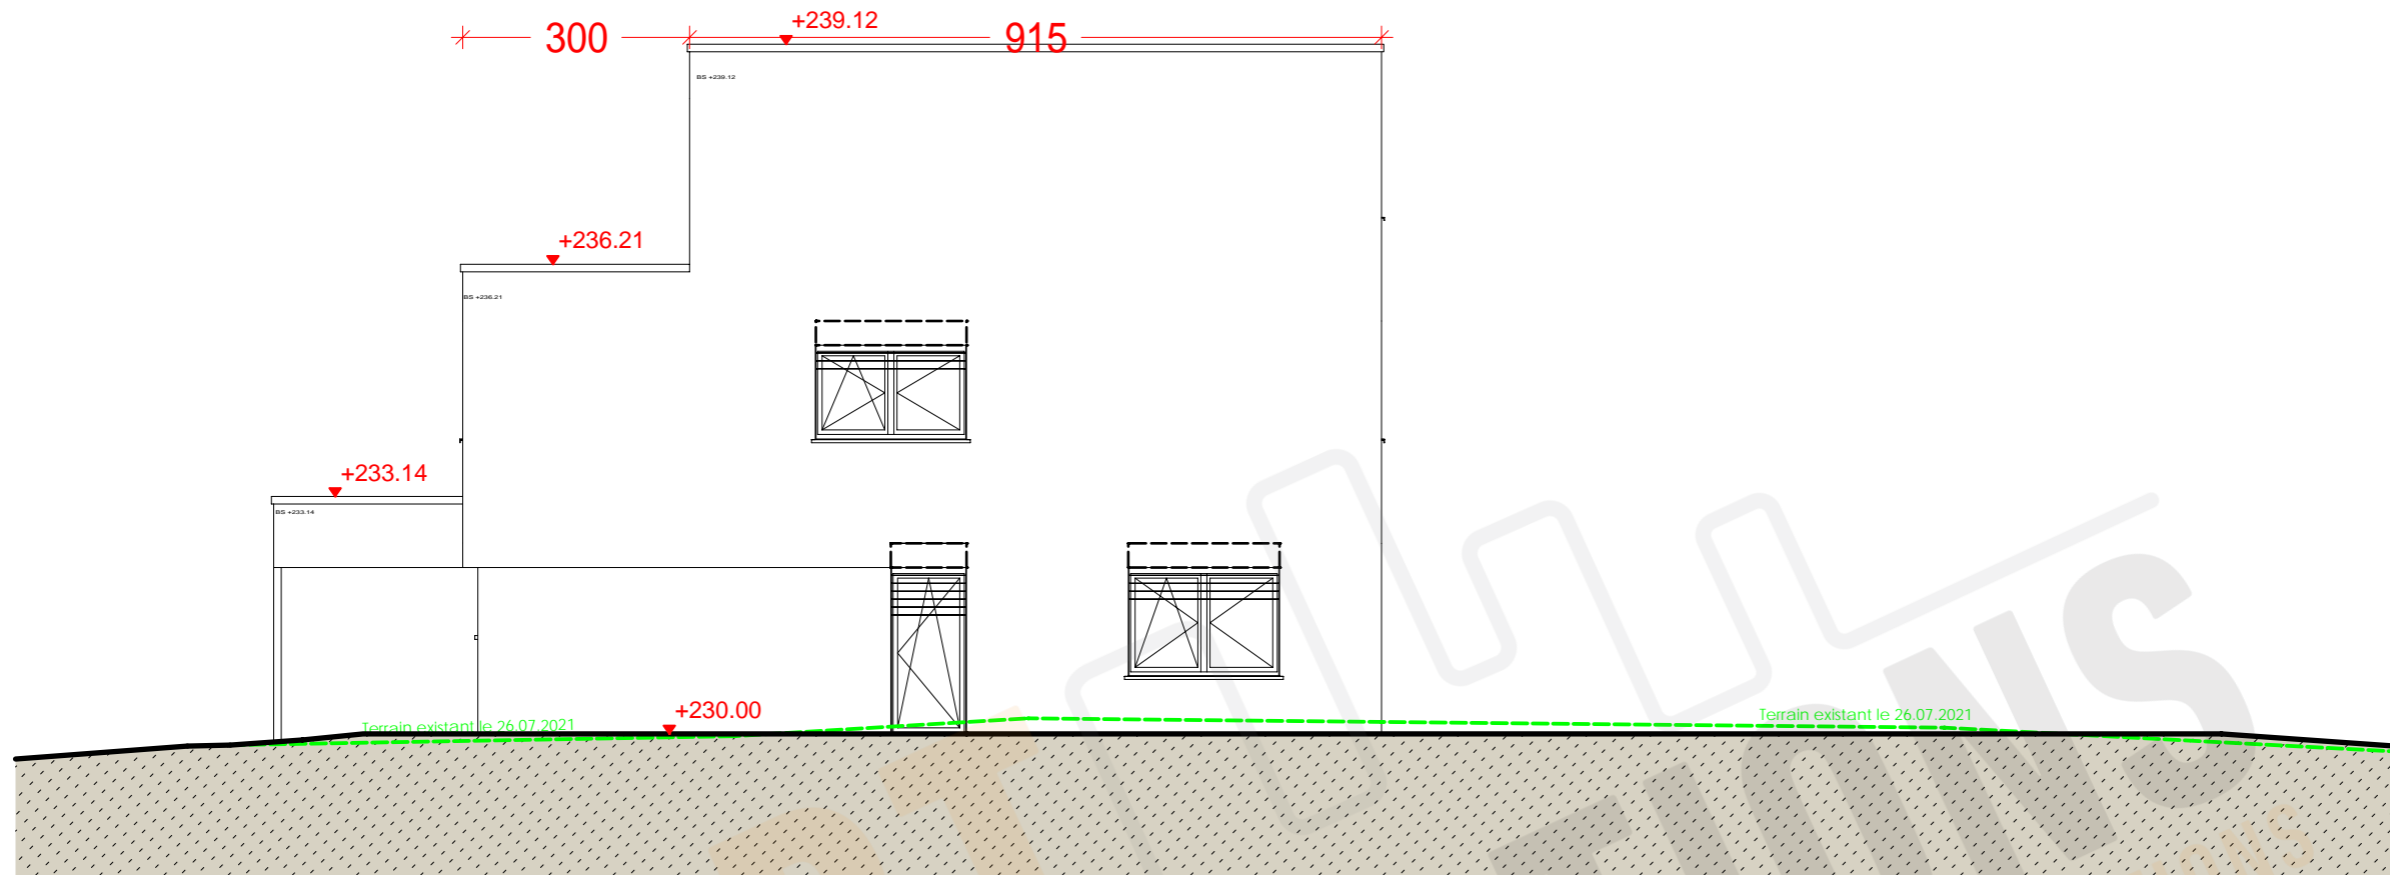 +239.12
300
915
BS +239.12
+236.21
BS +236.21
+233.14
BS +233.14
+230.00
Terrain existant le 26.07.2021
Terrain existant le 26.07.2021
TIONS